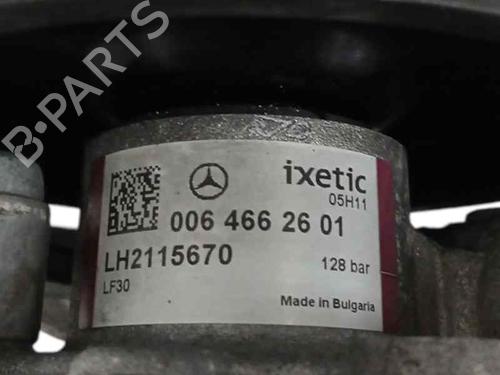 B-PARTS
ixetic
05H11
006 466 26 01
LH2115670
128 bar
LF30
Made in Bulgaria